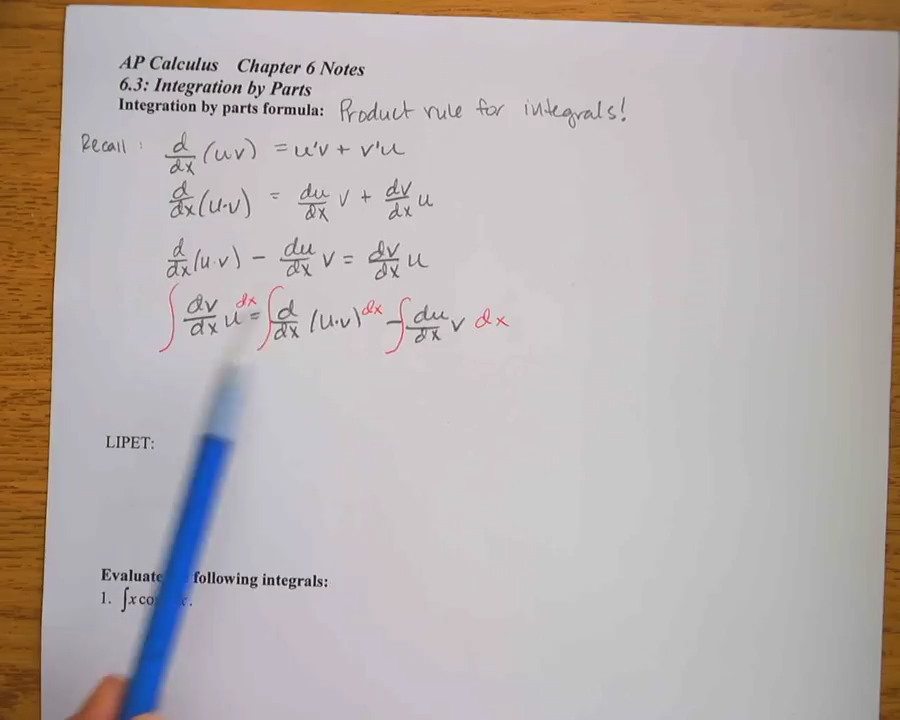 AP Calculus Chapter 6 Notes
6.3: Integration by Parts
Integration by parts formula: Product rule for integrals!
Recall: d/dx (uv) = u'v + v'u
d/dx (u·v) = du/dx v + dv/dx u
d/dx (u·v) - du/dx v = dv/dx u
∫ dv/dx u dx = ∫ d/dx (u·v) dx - ∫ du/dx v dx
LIPET:
Evaluate following integrals:
1. ∫x